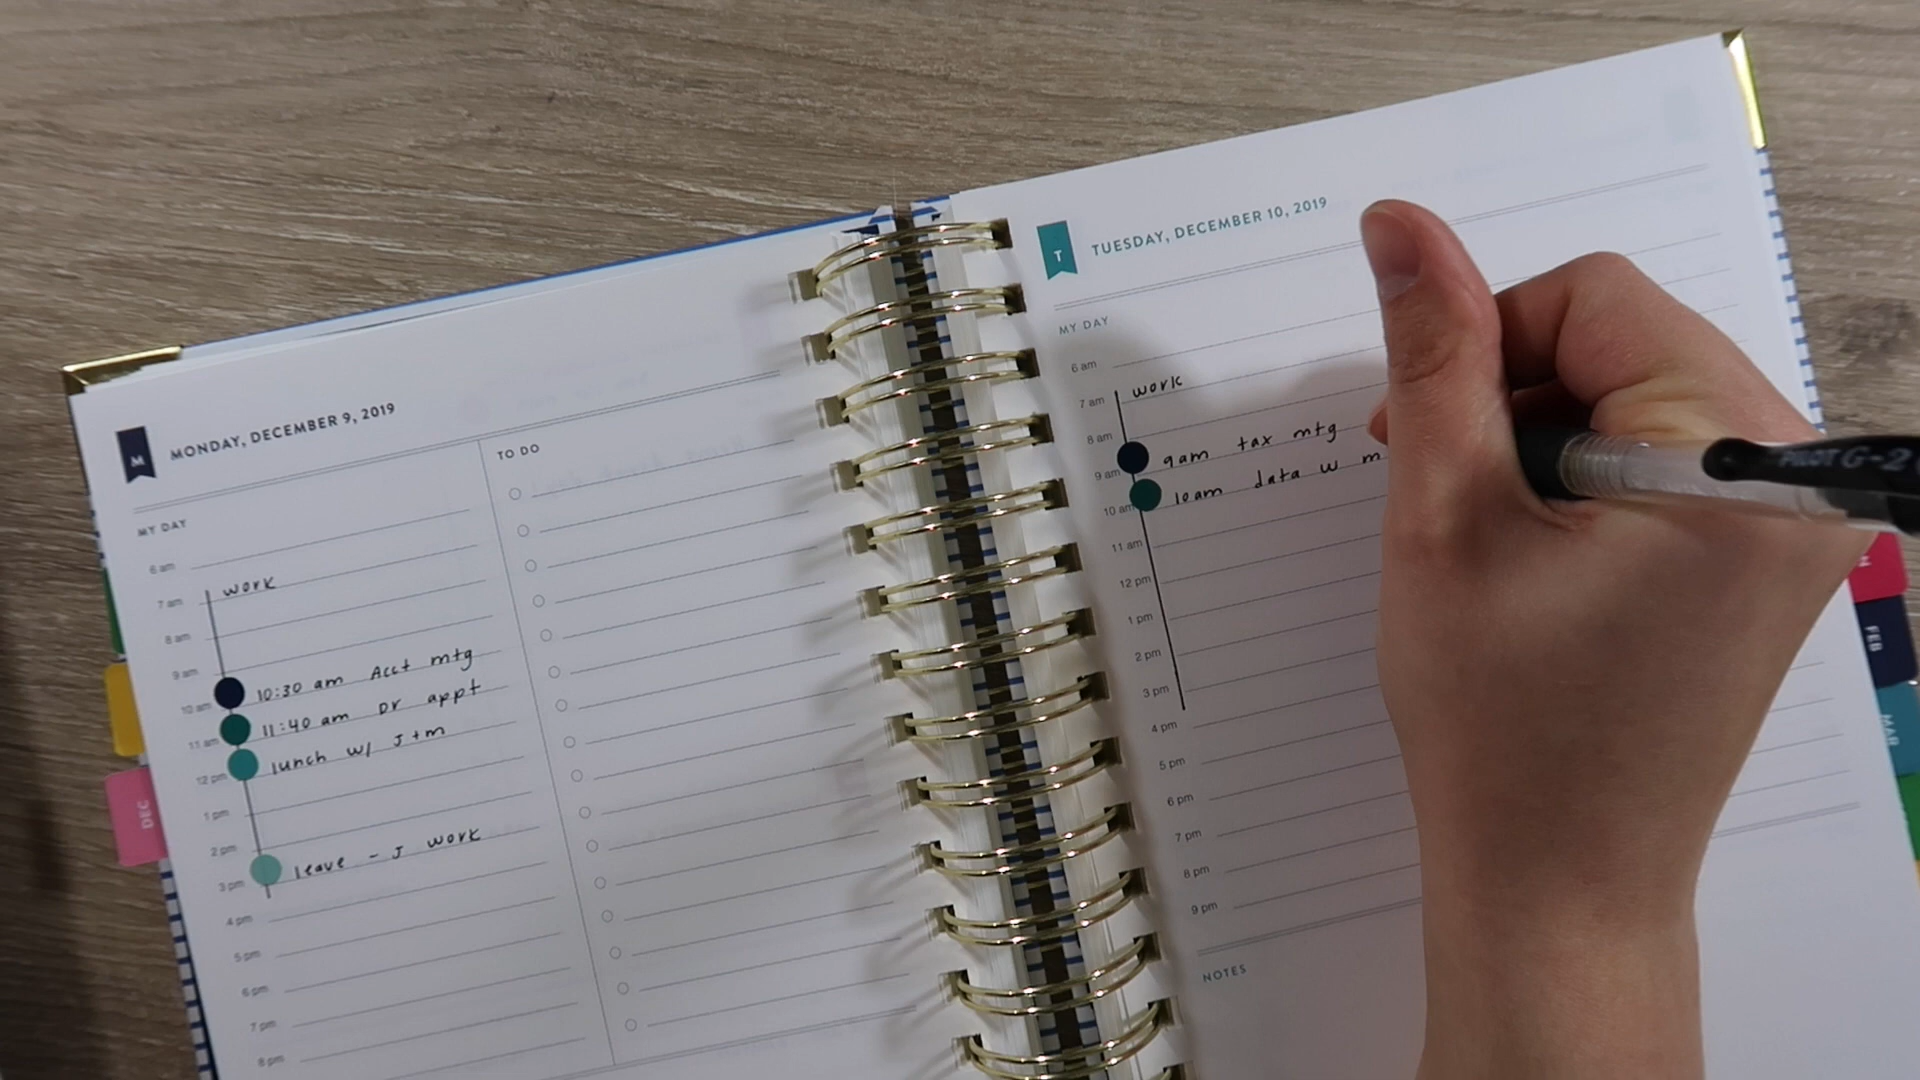 M
MONDAY, DECEMBER 9, 2019
MY DAY
TO DO
6 am
work
7 am
8 am
9 am
10:30 am Acct mtg
10 am
11:40 am Dr appt
11 am
lunch w/ J+m
12 pm
1 pm
2 pm
leave - J work
3 pm
4 pm
5 pm
6 pm
7 pm
8 pm
DEC
T
TUESDAY, DECEMBER 10, 2019
MY DAY
6 am
work
7 am
8 am
9am tax mtg
9 am
10am data w m
10 am
11 am
12 pm
1 pm
2 pm
3 pm
4 pm
5 pm
6 pm
7 pm
8 pm
9 pm
NOTES
PILOT G-2
FEB
MAR